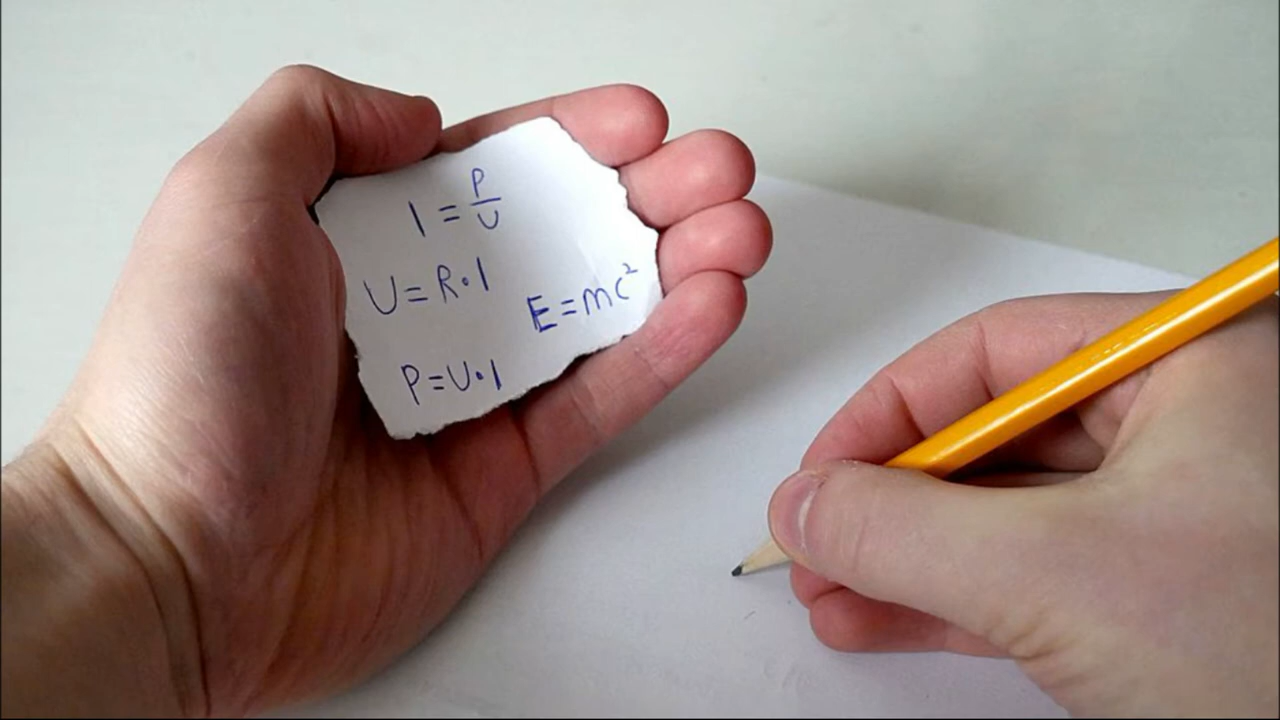 I = P/U
U = R·I
E = mc²
P = U·I